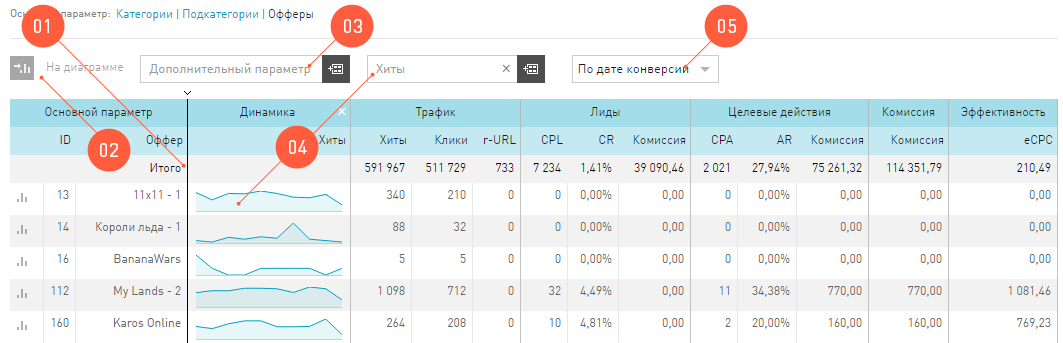 Основной параметр: Категории | Подкатегории | Офферы
01 03 05
На диаграмме Дополнительный параметр Хиты × По дате конверсии
Основной параметр Динамика × Трафик Лиды Целевые действия Комиссия Эффективность
ID Оффер Хиты Хиты Клики r-URL CPL CR Комиссия CPA AR Комиссия Комиссия eCPC
02 04
Итого 591 967 511 729 733 7 234 1,41% 39 090,46 2 021 27,94% 75 261,32 114 351,79 210,49
13 11x11 - 1 340 210 0 0 0,00% 0,00 0 0,00% 0,00 0,00 0,00
14 Короли льда - 1 88 32 0 0 0,00% 0,00 0 0,00% 0,00 0,00 0,00
16 BananaWars 5 5 0 0 0,00% 0,00 0 0,00% 0,00 0,00 0,00
112 My Lands - 2 1 098 712 0 32 4,49% 0,00 11 34,38% 770,00 770,00 1 081,46
160 Karos Online 264 208 0 10 4,81% 0,00 2 20,00% 160,00 160,00 769,23